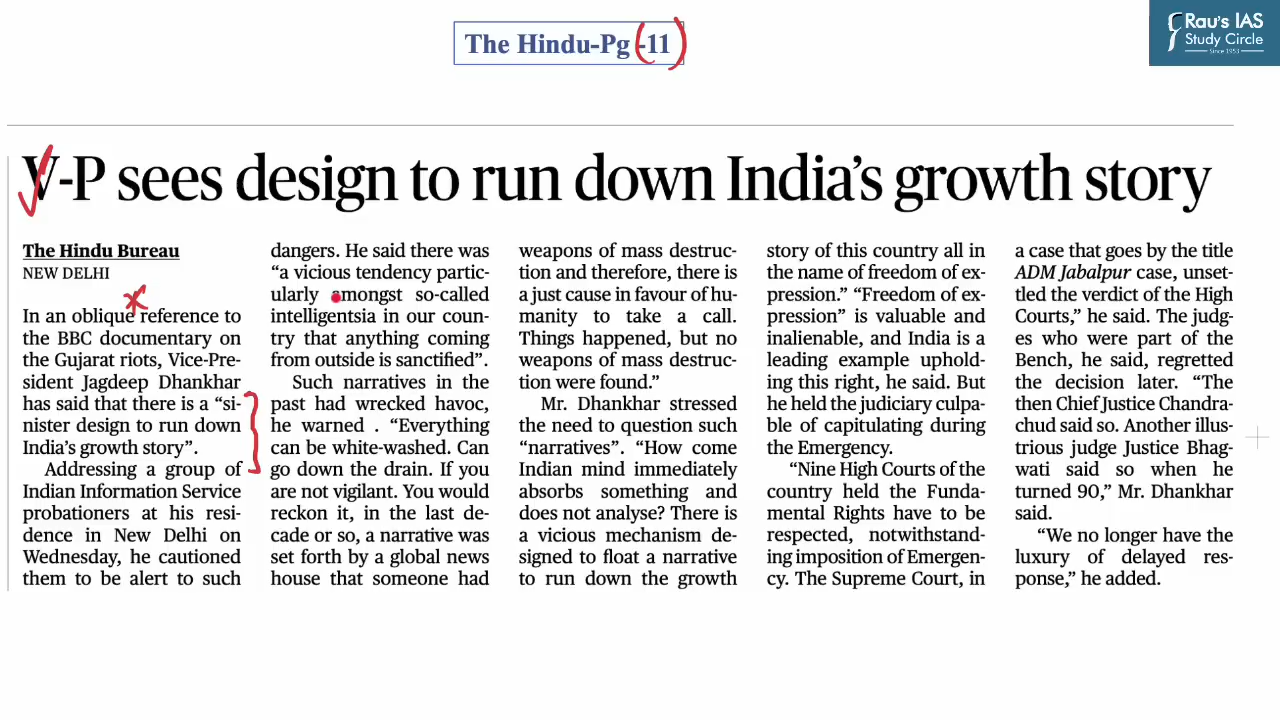 The Hindu-Pg -11
Rau's IAS
Study Circle
Since 1953
V-P sees design to run down India's growth story
The Hindu Bureau
NEW DELHI
In an oblique reference to
the BBC documentary on
the Gujarat riots, Vice-Pre-
sident Jagdeep Dhankhar
has said that there is a “si-
nister design to run down
India's growth story”.
Addressing a group of
Indian Information Service
probationers at his resi-
dence in New Delhi on
Wednesday, he cautioned
them to be alert to such
dangers. He said there was
“a vicious tendency partic-
ularly amongst so-called
intelligentsia in our coun-
try that anything coming
from outside is sanctified”.
Such narratives in the
past had wrecked havoc,
he warned . “Everything
can be white-washed. Can
go down the drain. If you
are not vigilant. You would
reckon it, in the last de-
cade or so, a narrative was
set forth by a global news
house that someone had
weapons of mass destruc-
tion and therefore, there is
a just cause in favour of hu-
manity to take a call.
Things happened, but no
weapons of mass destruc-
tion were found.”
Mr. Dhankhar stressed
the need to question such
“narratives”. “How come
Indian mind immediately
absorbs something and
does not analyse? There is
a vicious mechanism de-
signed to float a narrative
to run down the growth
story of this country all in
the name of freedom of ex-
pression.” “Freedom of ex-
pression” is valuable and
inalienable, and India is a
leading example uphold-
ing this right, he said. But
he held the judiciary culpa-
ble of capitulating during
the Emergency.
“Nine High Courts of the
country held the Funda-
mental Rights have to be
respected, notwithstand-
ing imposition of Emergen-
cy. The Supreme Court, in
a case that goes by the title
ADM Jabalpur case, unset-
tled the verdict of the High
Courts,” he said. The judg-
es who were part of the
Bench, he said, regretted
the decision later. “The
then Chief Justice Chandra-
chud said so. Another illus-
trious judge Justice Bhag-
wati said so when he
turned 90,” Mr. Dhankhar
said.
“We no longer have the
luxury of delayed res-
ponse,” he added.